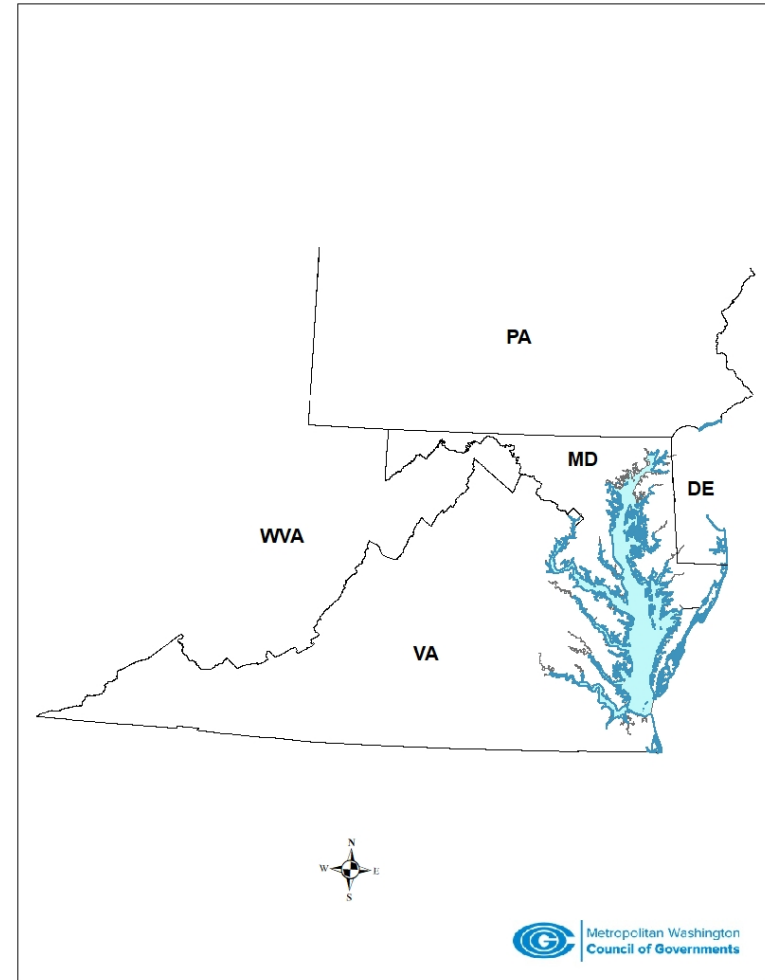 PA
MD
DE
WVA
VA
N
W E
S
Metropolitan Washington
Council of Governments